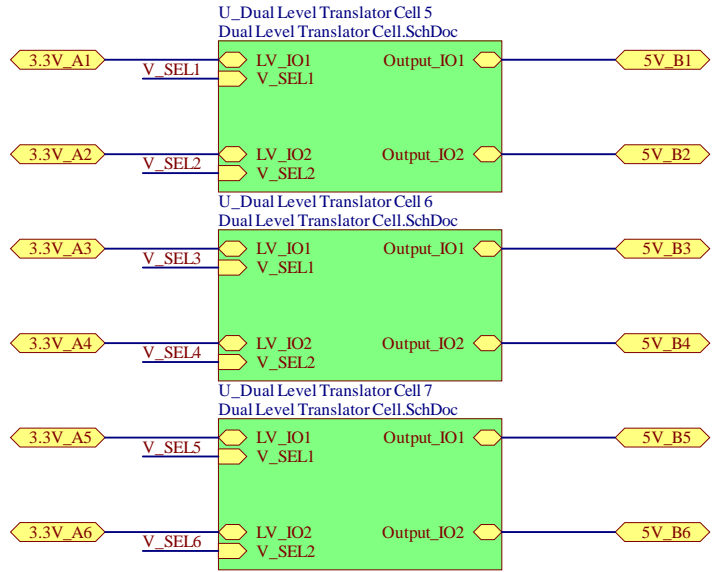 U_Dual Level Translator Cell 5
Dual Level Translator Cell.SchDoc
3.3V_A1 LV_IO1 Output_IO1 5V_B1
V_SEL1 V_SEL1
3.3V_A2 LV_IO2 Output_IO2 5V_B2
V_SEL2 V_SEL2
U_Dual Level Translator Cell 6
Dual Level Translator Cell.SchDoc
3.3V_A3 LV_IO1 Output_IO1 5V_B3
V_SEL3 V_SEL1
3.3V_A4 LV_IO2 Output_IO2 5V_B4
V_SEL4 V_SEL2
U_Dual Level Translator Cell 7
Dual Level Translator Cell.SchDoc
3.3V_A5 LV_IO1 Output_IO1 5V_B5
V_SEL5 V_SEL1
3.3V_A6 LV_IO2 Output_IO2 5V_B6
V_SEL6 V_SEL2